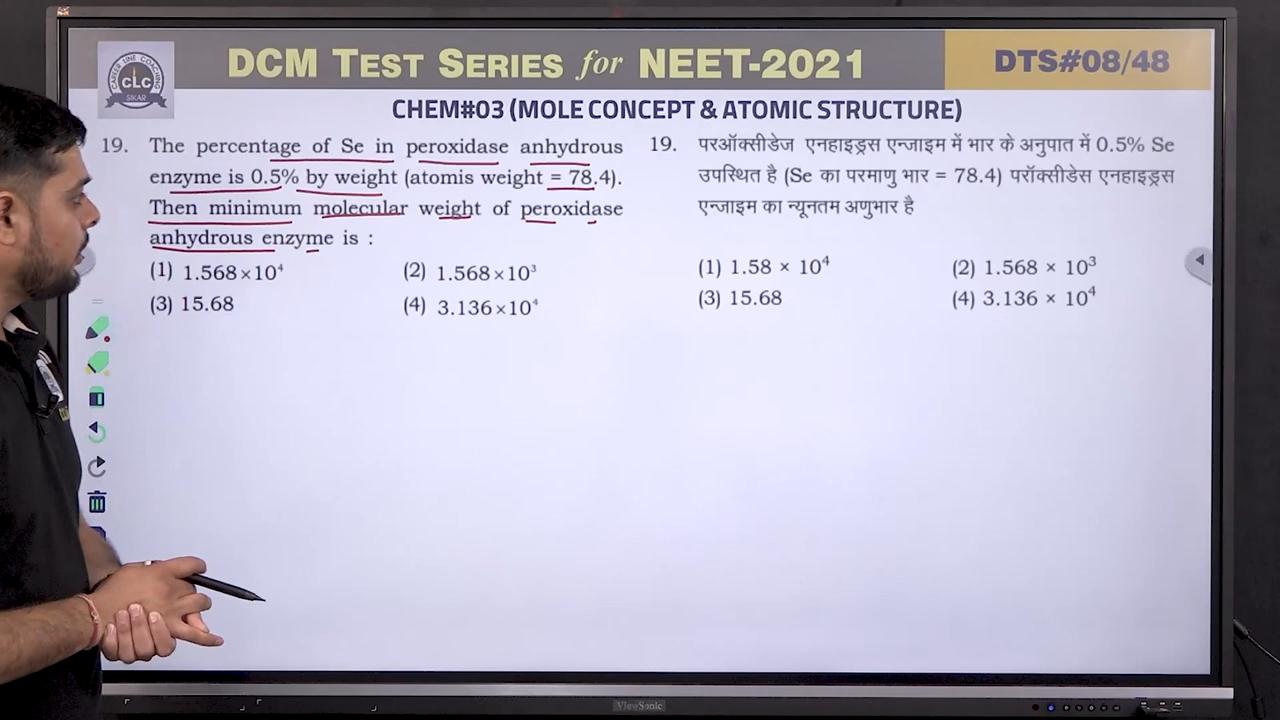 CAREER LINE COACHING
CLC
SIKAR
DCM TEST SERIES for NEET-2021
DTS#08/48
CHEM#03 (MOLE CONCEPT & ATOMIC STRUCTURE)
19. The percentage of Se in peroxidase anhydrous
enzyme is 0.5% by weight (atomis weight = 78.4).
Then minimum molecular weight of peroxidase
anhydrous enzyme is :
(1) 1.568×10⁴ (2) 1.568×10³
(3) 15.68 (4) 3.136×10⁴
19. परऑक्सीडेज एनहाइड्रस एन्जाइम में भार के अनुपात में 0.5% Se
उपस्थित है (Se का परमाणु भार = 78.4) परॉक्सीडेस एनहाइड्रस
एन्जाइम का न्यूनतम अणुभार है
(1) 1.58 × 10⁴ (2) 1.568 × 10³
(3) 15.68 (4) 3.136 × 10⁴
ViewSonic